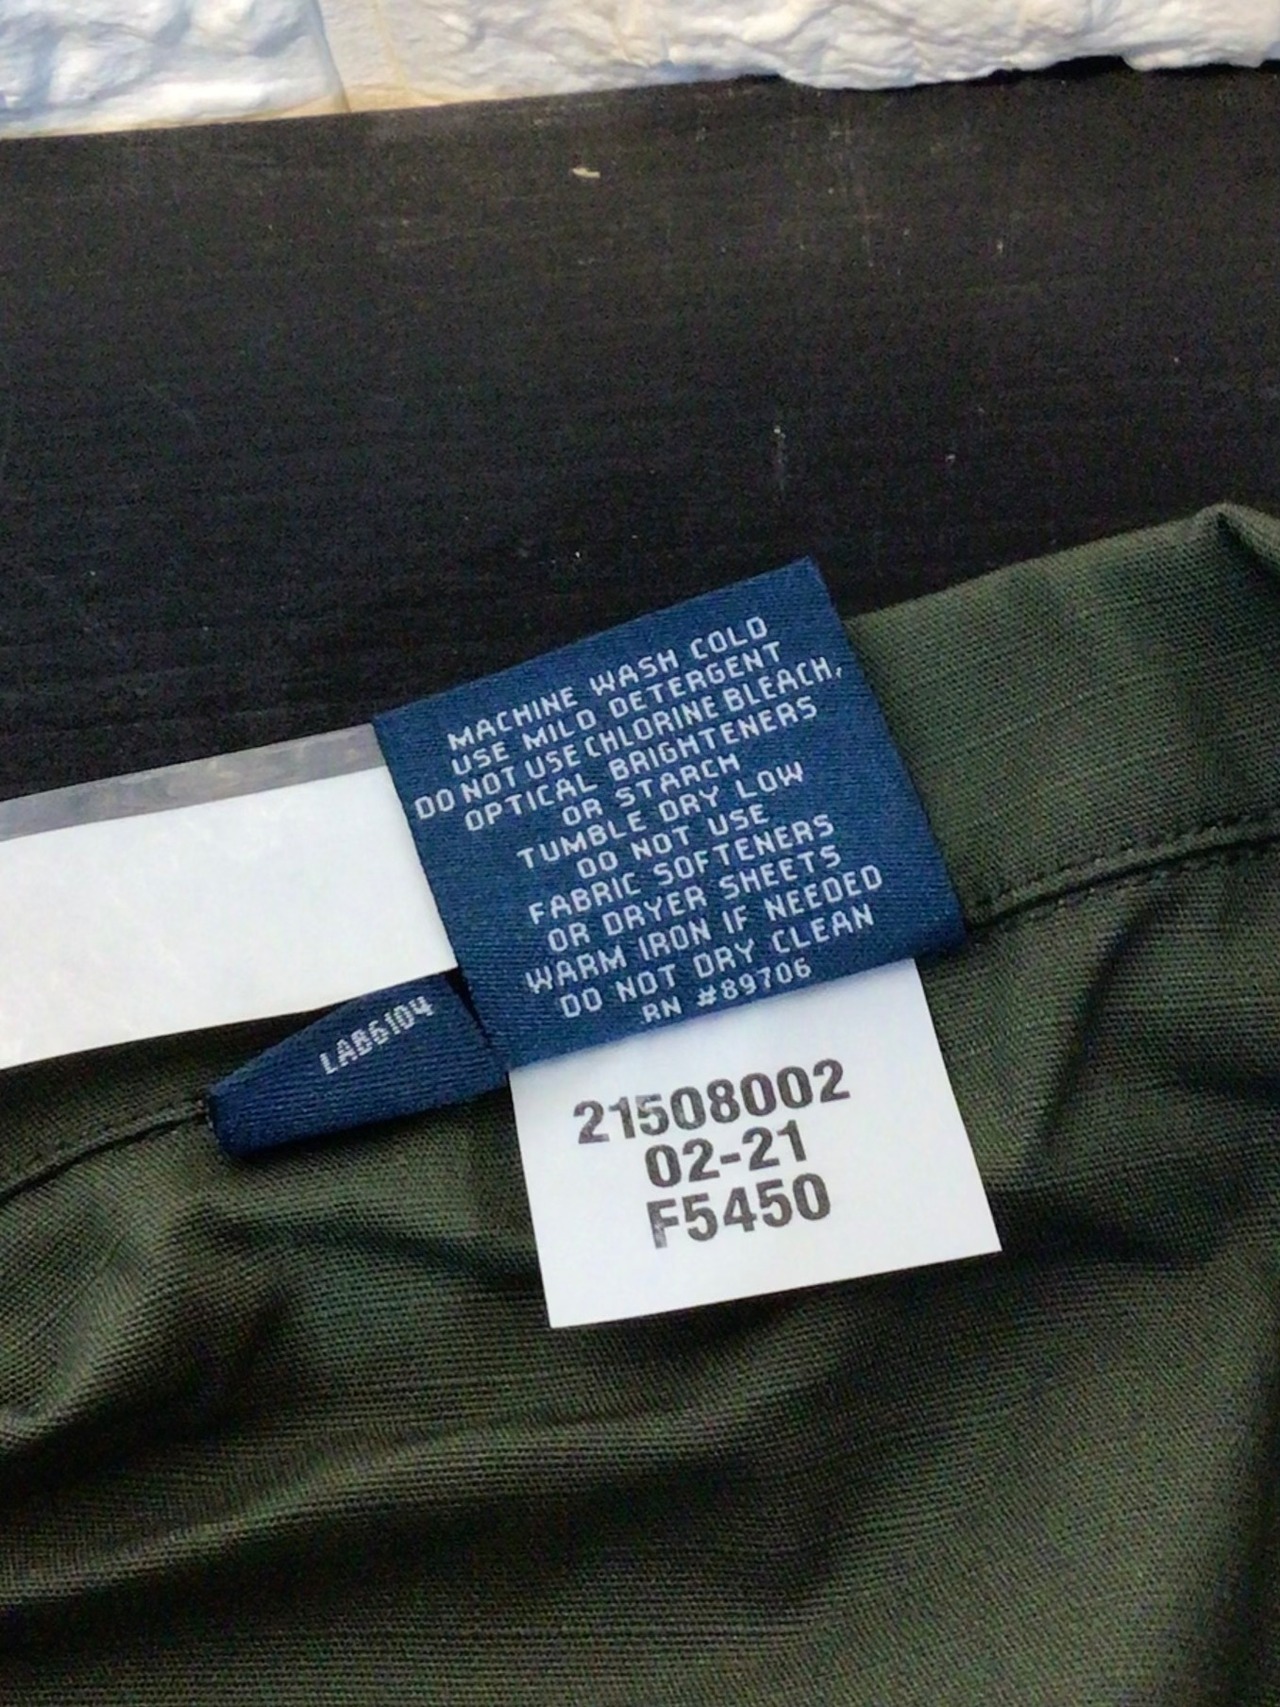 MACHINE WASH COLD
USE MILD DETERGENT
DO NOT USE CHLORINE BLEACH,
OPTICAL BRIGHTENERS
OR STARCH
TUMBLE DRY LOW
DO NOT USE
FABRIC SOFTENERS
OR DRYER SHEETS
WARM IRON IF NEEDED
DO NOT DRY CLEAN
RN #89706
LAB6104
21508002
02-21
F5450